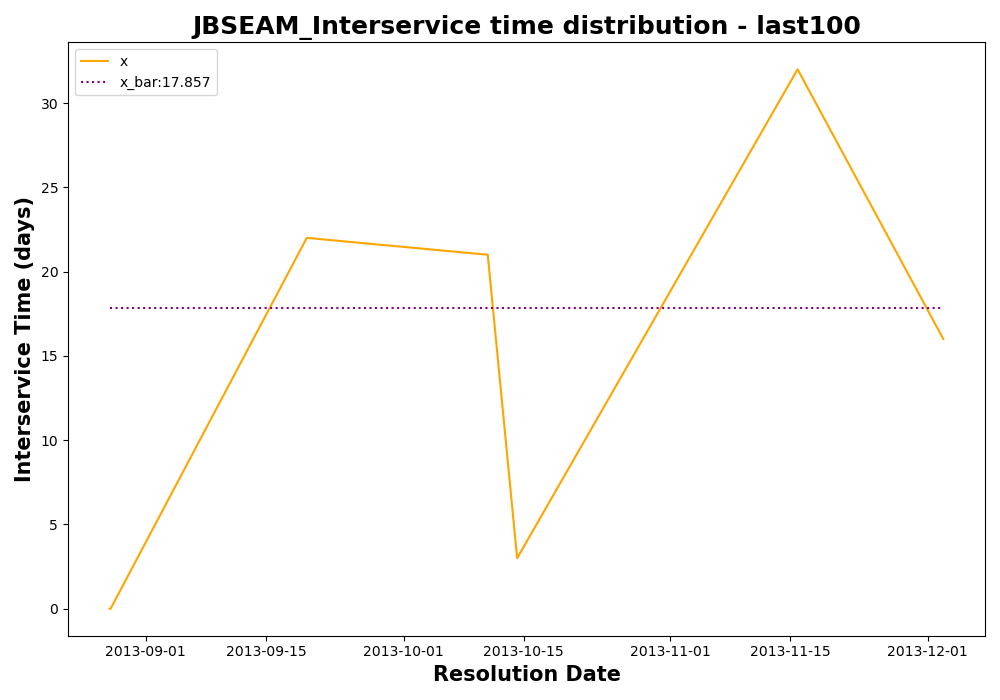 JBSEAM_Interservice time distribution - last100
x
x_bar:17.857
Interservice Time (days)
30
25
20
15
10
5
0
2013-09-01 2013-09-15 2013-10-01 2013-10-15 2013-11-01 2013-11-15 2013-12-01
Resolution Date